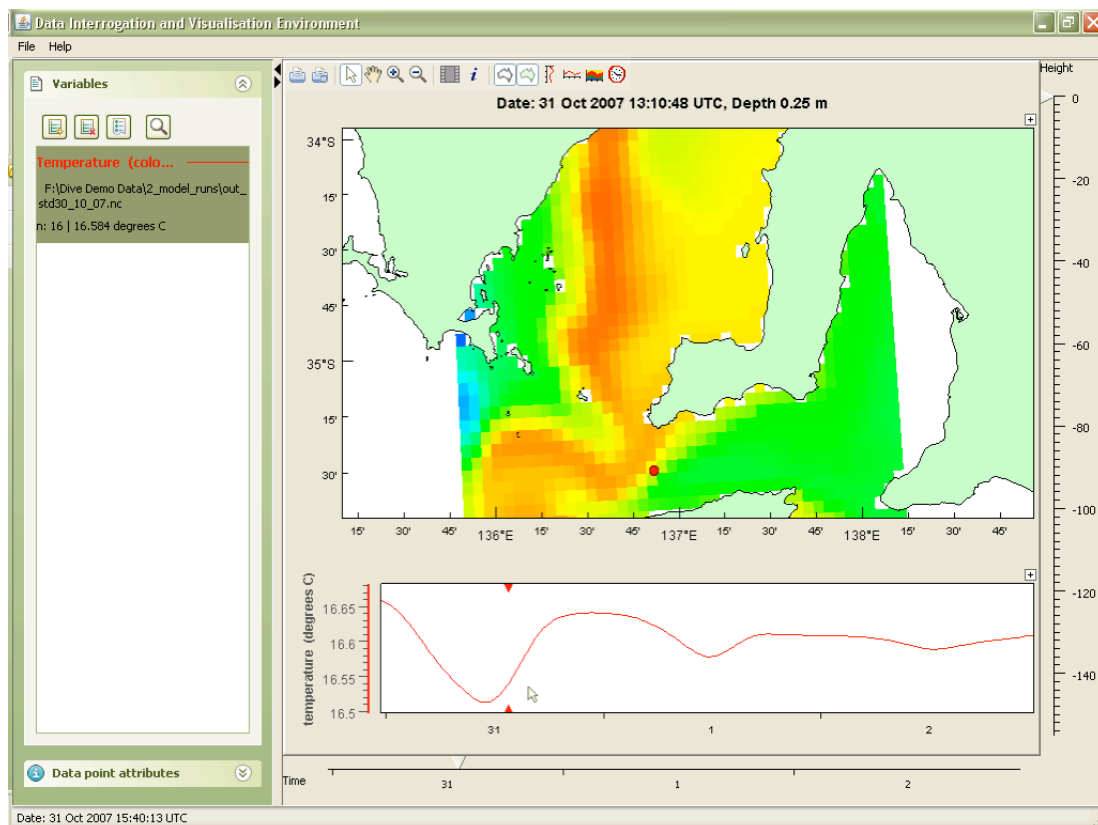 Data Interrogation and Visualisation Environment
File Help
Variables
Temperature (colo...
F:\Dive Demo Data\2_model_runs\out_
std30_10_07.nc
n: 16 | 16.584 degrees C
Data point attributes
Date: 31 Oct 2007 13:10:48 UTC, Depth 0.25 m
34°S
15'
30'
45'
35°S
15'
30'
15' 30' 45' 136°E 15' 30' 45' 137°E 15' 30' 45' 138°E 15' 30' 45'
temperature (degrees C)
16.65
16.6
16.55
16.5
31 1 2
Time
31 1 2
Height
0
-20
-40
-60
-80
-100
-120
-140
Date: 31 Oct 2007 15:40:13 UTC